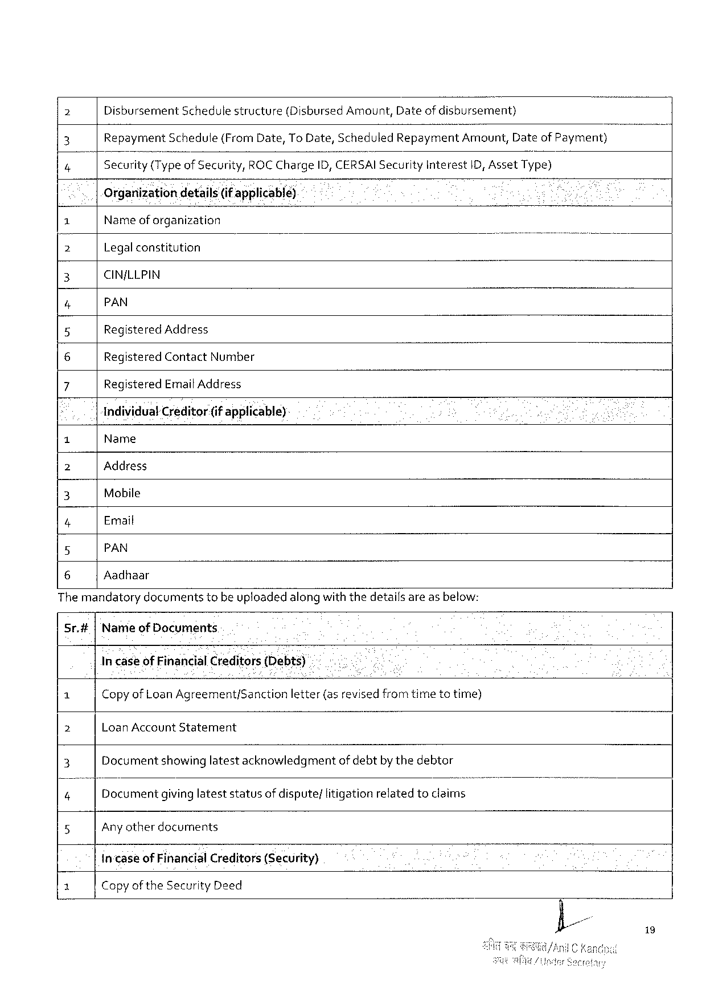 2 Disbursement Schedule structure (Disbursed Amount, Date of disbursement)
3 Repayment Schedule (From Date, To Date, Scheduled Repayment Amount, Date of Payment)
4 Security (Type of Security, ROC Charge ID, CERSAI Security Interest ID, Asset Type)
Organization details (if applicable)
1 Name of organization
2 Legal constitution
3 CIN/LLPIN
4 PAN
5 Registered Address
6 Registered Contact Number
7 Registered Email Address
Individual Creditor (if applicable)
1 Name
2 Address
3 Mobile
4 Email
5 PAN
6 Aadhaar
The mandatory documents to be uploaded along with the details are as below:
Sr.# Name of Documents
In case of Financial Creditors (Debts)
1 Copy of Loan Agreement/Sanction letter (as revised from time to time)
2 Loan Account Statement
3 Document showing latest acknowledgment of debt by the debtor
4 Document giving latest status of dispute/ litigation related to claims
5 Any other documents
In case of Financial Creditors (Security)
1 Copy of the Security Deed
19
चन्द्र /Anil C Kandpal
अवर सचिव / Under Secretary